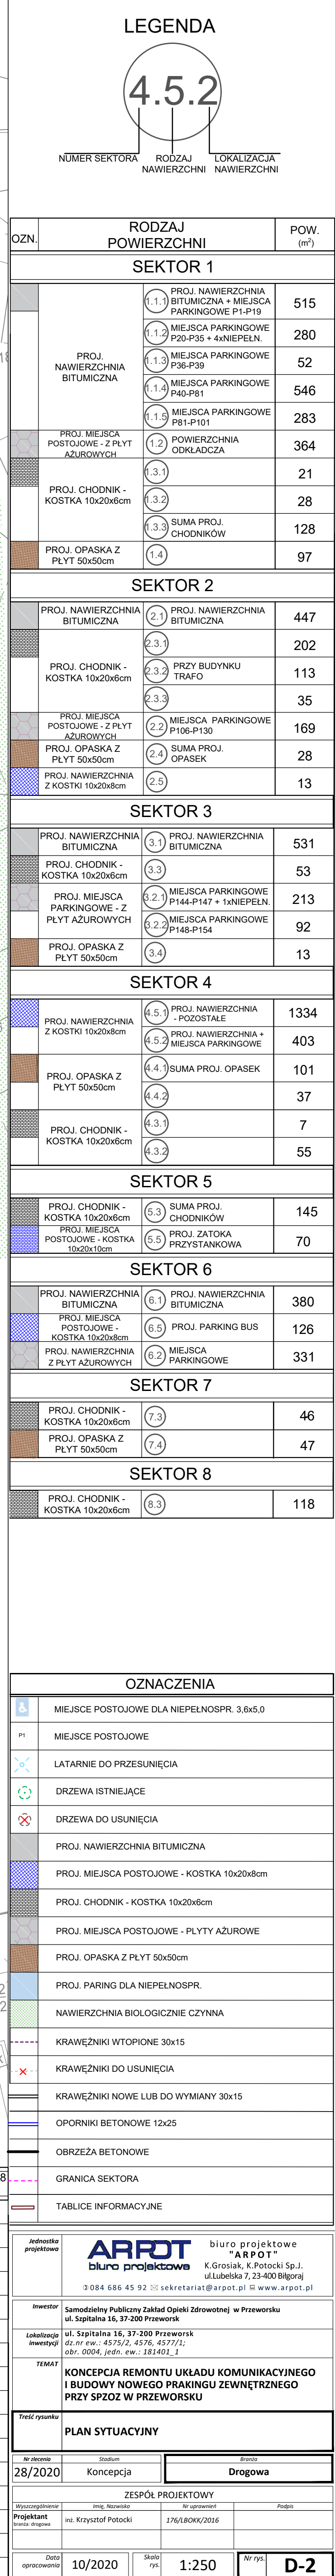 LEGENDA
4.5.2
NUMER SEKTORA RODZAJ NAWIERZCHNI LOKALIZACJA NAWIERZCHNI
OZN. RODZAJ POWIERZCHNI POW. (m²)
SEKTOR 1
PROJ. NAWIERZCHNIA BITUMICZNA
1.1.1 PROJ. NAWIERZCHNIA BITUMICZNA + MIEJSCA PARKINGOWE P1-P19 515
1.1.2 MIEJSCA PARKINGOWE P20-P35 + 4xNIEPEŁN. 280
1.1.3 MIEJSCA PARKINGOWE P36-P39 52
1.1.4 MIEJSCA PARKINGOWE P40-P81 546
1.1.5 MIEJSCA PARKINGOWE P81-P101 283
PROJ. MIEJSCA POSTOJOWE - Z PŁYT AŻUROWYCH 1.2 POWIERZCHNIA ODKŁADCZA 364
PROJ. CHODNIK - KOSTKA 10x20x6cm
1.3.1 21
1.3.2 28
1.3.3 SUMA PROJ. CHODNIKÓW 128
PROJ. OPASKA Z PŁYT 50x50cm 1.4 97
SEKTOR 2
PROJ. NAWIERZCHNIA BITUMICZNA 2.1 PROJ. NAWIERZCHNIA BITUMICZNA 447
PROJ. CHODNIK - KOSTKA 10x20x6cm
2.3.1 202
2.3.2 PRZY BUDYNKU TRAFO 113
2.3.3 35
PROJ. MIEJSCA POSTOJOWE - Z PŁYT AŻUROWYCH 2.2 MIEJSCA PARKINGOWE P106-P130 169
PROJ. OPASKA Z PŁYT 50x50cm 2.4 SUMA PROJ. OPASEK 28
PROJ. NAWIERZCHNIA Z KOSTKI 10x20x8cm 2.5 13
SEKTOR 3
PROJ. NAWIERZCHNIA BITUMICZNA 3.1 PROJ. NAWIERZCHNIA BITUMICZNA 531
PROJ. CHODNIK - KOSTKA 10x20x6cm 3.3 53
PROJ. MIEJSCA PARKINGOWE - Z PŁYT AŻUROWYCH
3.2.1 MIEJSCA PARKINGOWE P144-P147 + 1xNIEPEŁN. 213
3.2.2 MIEJSCA PARKINGOWE P148-P154 92
PROJ. OPASKA Z PŁYT 50x50cm 3.4 13
SEKTOR 4
PROJ. NAWIERZCHNIA Z KOSTKI 10x20x8cm
4.5.1 PROJ. NAWIERZCHNIA - POZOSTAŁE 1334
4.5.2 PROJ. NAWIERZCHNIA + MIEJSCA PARKINGOWE 403
PROJ. OPASKA Z PŁYT 50x50cm
4.4.1 SUMA PROJ. OPASEK 101
4.4.2 37
PROJ. CHODNIK - KOSTKA 10x20x6cm
4.3.1 7
4.3.2 55
SEKTOR 5
PROJ. CHODNIK - KOSTKA 10x20x6cm 5.3 SUMA PROJ. CHODNIKÓW 145
PROJ. MIEJSCA POSTOJOWE - KOSTKA 10x20x10cm 5.5 PROJ. ZATOKA PRZYSTANKOWA 70
SEKTOR 6
PROJ. NAWIERZCHNIA BITUMICZNA 6.1 PROJ. NAWIERZCHNIA BITUMICZNA 380
PROJ. MIEJSCA POSTOJOWE - KOSTKA 10x20x8cm 6.5 PROJ. PARKING BUS 126
PROJ. NAWIERZCHNIA Z PŁYT AŻUROWYCH 6.2 MIEJSCA PARKINGOWE 331
SEKTOR 7
PROJ. CHODNIK - KOSTKA 10x20x6cm 7.3 46
PROJ. OPASKA Z PŁYT 50x50cm 7.4 47
SEKTOR 8
PROJ. CHODNIK - KOSTKA 10x20x6cm 8.3 118
OZNACZENIA
MIEJSCE POSTOJOWE DLA NIEPEŁNOSPR. 3,6x5,0
P1 MIEJSCE POSTOJOWE
LATARNIE DO PRZESUNIĘCIA
DRZEWA ISTNIEJĄCE
DRZEWA DO USUNIĘCIA
PROJ. NAWIERZCHNIA BITUMICZNA
PROJ. MIEJSCA POSTOJOWE - KOSTKA 10x20x8cm
PROJ. CHODNIK - KOSTKA 10x20x6cm
PROJ. MIEJSCA POSTOJOWE - PLYTY AŻUROWE
PROJ. OPASKA Z PŁYT 50x50cm
PROJ. PARING DLA NIEPEŁNOSPR.
NAWIERZCHNIA BIOLOGICZNIE CZYNNA
KRAWĘŻNIKI WTOPIONE 30x15
KRAWĘŻNIKI DO USUNIĘCIA
KRAWĘŻNIKI NOWE LUB DO WYMIANY 30x15
OPORNIKI BETONOWE 12x25
OBRZEŻA BETONOWE
GRANICA SEKTORA
TABLICE INFORMACYJNE
Jednostka projektowa
ARPOT
biuro projektowe
biuro projektowe
"ARPOT"
K.Grosiak, K.Potocki Sp.J.
ul.Lubelska 7, 23-400 Biłgoraj
084 686 45 92 sekretariat@arpot.pl www.arpot.pl
Inwestor
Samodzielny Publiczny Zakład Opieki Zdrowotnej w Przeworsku
ul. Szpitalna 16, 37-200 Przeworsk
Lokalizacja inwestycji
ul. Szpitalna 16, 37-200 Przeworsk
dz.nr ew.: 4575/2, 4576, 4577/1;
obr. 0004, jedn. ew.: 181401_1
TEMAT
KONCEPCJA REMONTU UKŁADU KOMUNIKACYJNEGO
I BUDOWY NOWEGO PRAKINGU ZEWNĘTRZNEGO
PRZY SPZOZ W PRZEWORSKU
Treść rysunku
PLAN SYTUACYJNY
Nr zlecenia Stadium Branża
28/2020 Koncepcja Drogowa
ZESPÓŁ PROJEKTOWY
Wyszczególnienie Imię, Nazwisko Nr uprawnień Podpis
Projektant
branża: drogowa
inż. Krzysztof Potocki 176/LBOKK/2016
Data opracowania 10/2020 Skala rys. 1:250 Nr rys. D-2